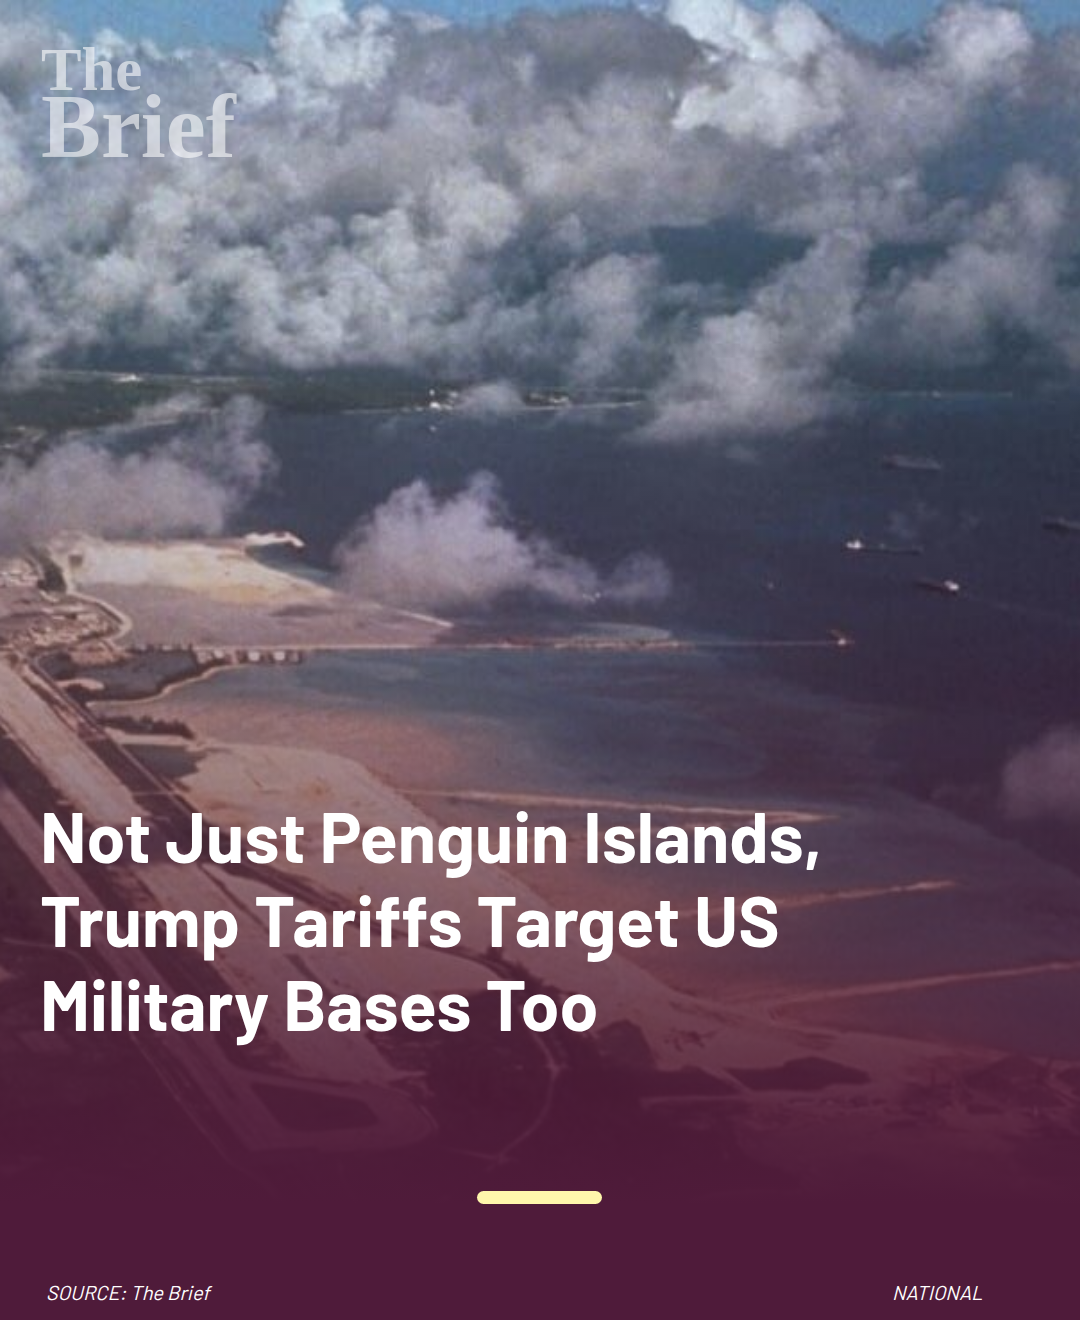 The
Brief
Not Just Penguin Islands,
Trump Tariffs Target US
Military Bases Too
SOURCE: The Brief
NATIONAL